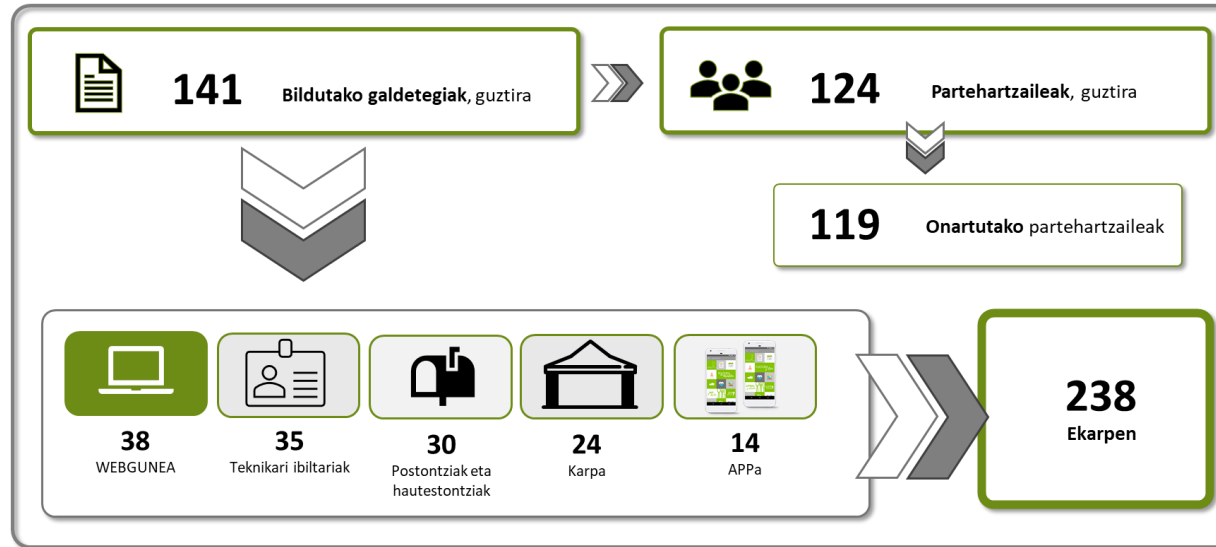 141 Bildutako galdetegiak, guztira
124 Partehartzaileak, guztira
119 Onartutako partehartzaileak
38
WEBGUNEA
35
Teknikari ibiltariak
30
Postontziak eta
hautestontziak
24
Karpa
14
APPa
238
Ekarpen